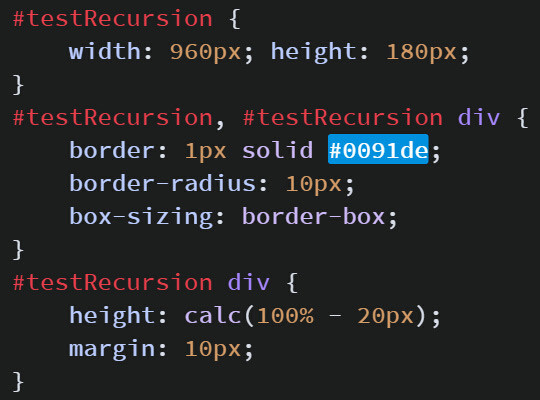 #testRecursion {
    width: 960px; height: 180px;
}
#testRecursion, #testRecursion div {
    border: 1px solid #0091de;
    border-radius: 10px;
    box-sizing: border-box;
}
#testRecursion div {
    height: calc(100% - 20px);
    margin: 10px;
}